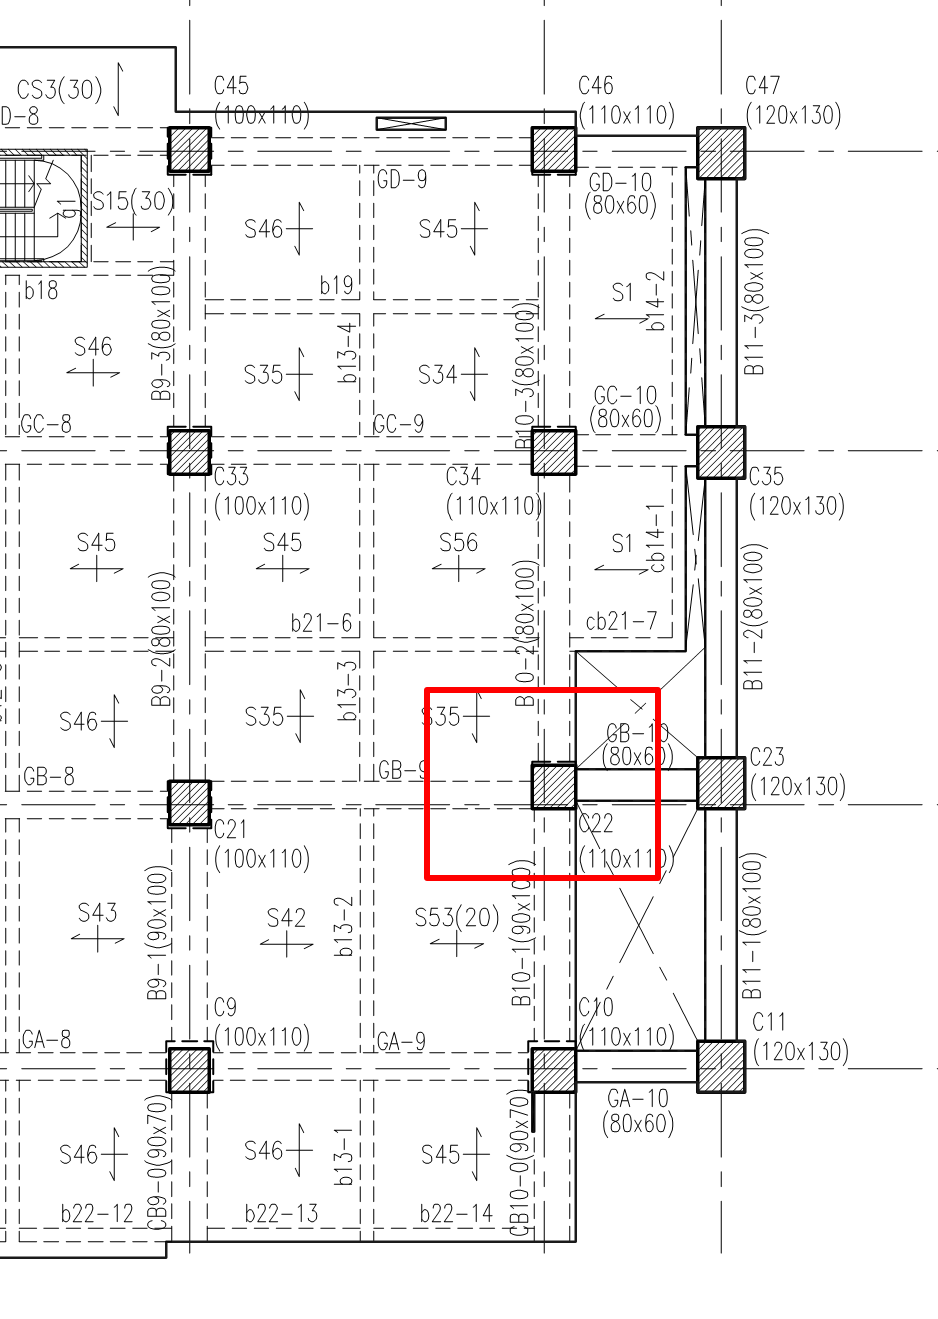 CS3(30)
D-8
C45
(100x110)
C46
(110x110)
C47
(120x130)
GD-9
GD-10
(80x60)
S15(30)
g1
S46
S45
b18
b19
S1
b14-2
B9-3(80x100)
B10-3(80x100)
B11-3(80x100)
S46
S35
b13-4
S34
GC-8
GC-9
GC-10
(80x60)
C33
(100x110)
C34
(110x110)
C35
(120x130)
S45
S45
S56
S1
cb14-1
B9-2(80x100)
B10-2(80x100)
B11-2(80x100)
b21-6
cb21-7
S46
S35
b13-3
S35
GB-8
GB-9
GB-10
(80x60)
C23
(120x130)
C21
(100x110)
C22
(110x110)
S43
S42
b13-2
S53(20)
B9-1(90x100)
B10-1(90x100)
B11-1(80x100)
C9
(100x110)
C10
(110x110)
C11
(120x130)
GA-8
GA-9
GA-10
(80x60)
S46
S46
b13-1
S45
CB9-0(90x70)
CB10-0(90x70)
b22-12
b22-13
b22-14